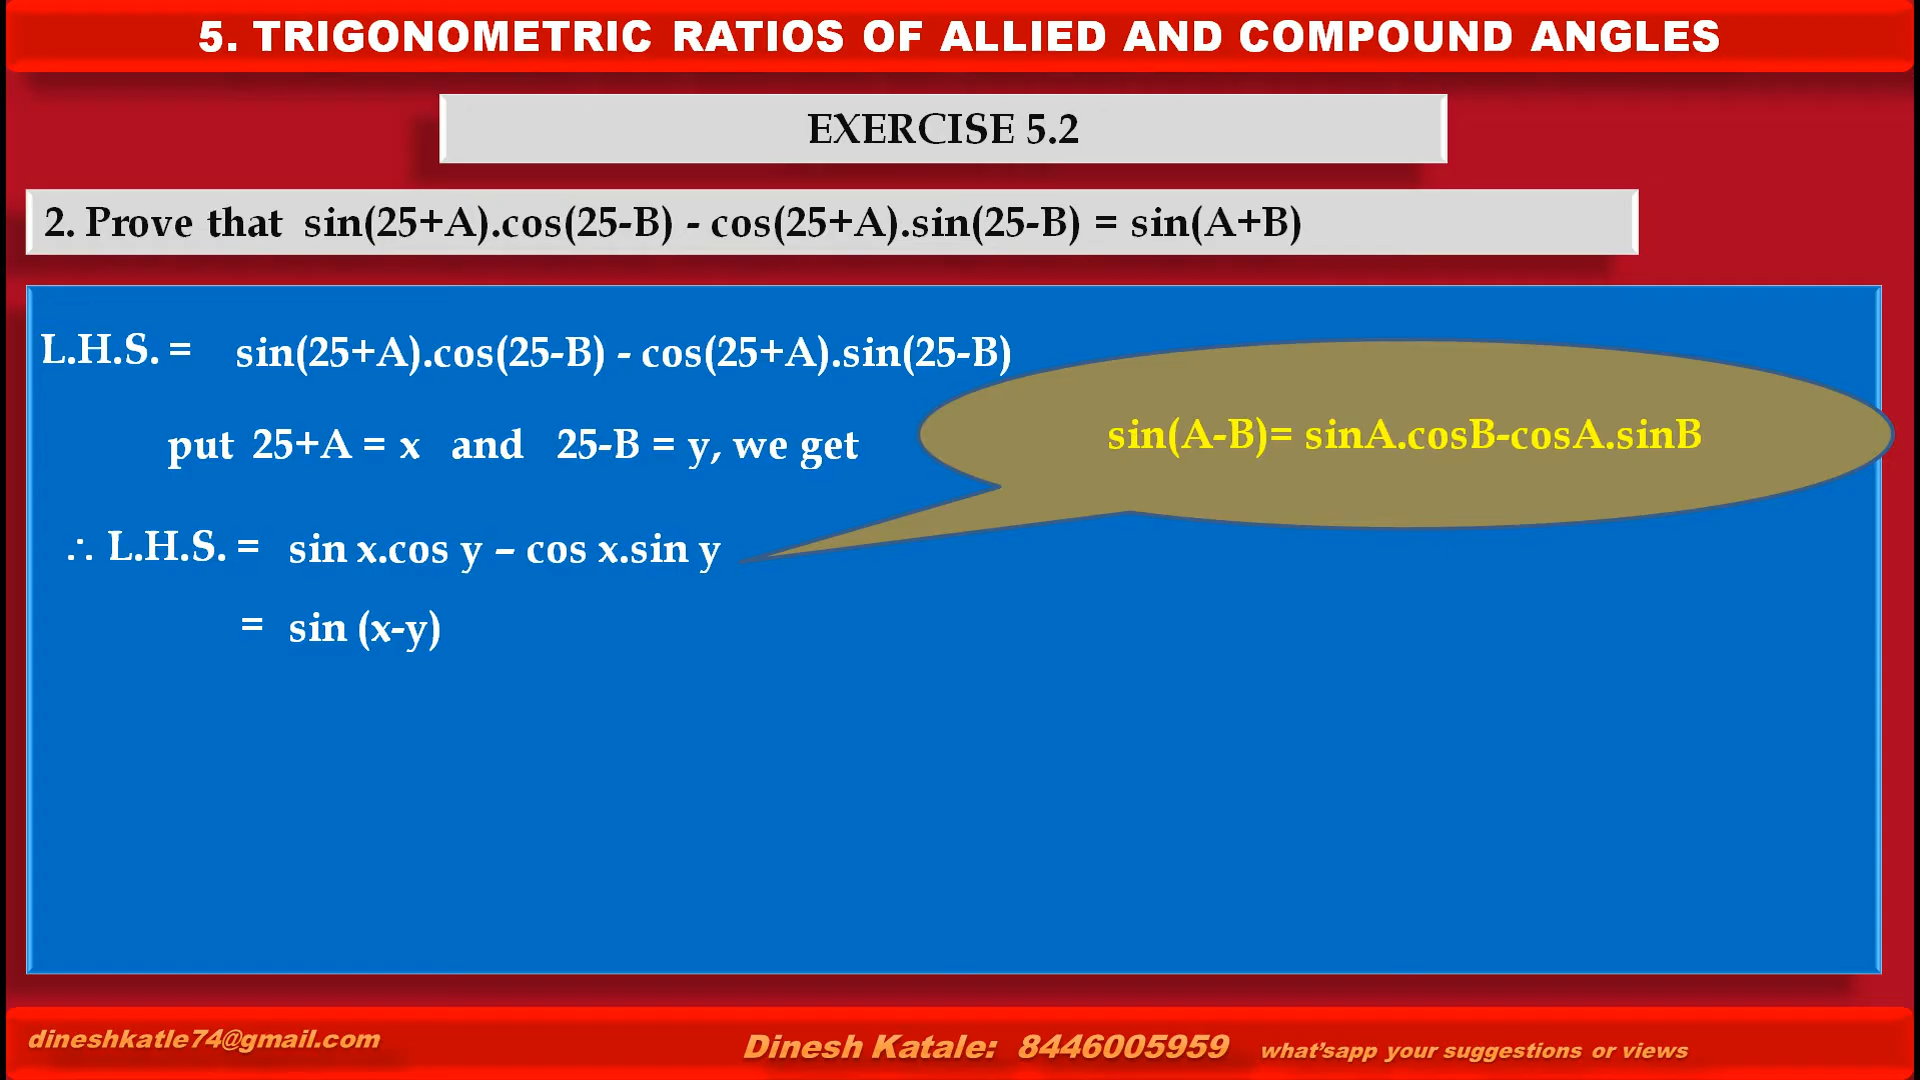 5. TRIGONOMETRIC RATIOS OF ALLIED AND COMPOUND ANGLES
EXERCISE 5.2
2. Prove that sin(25+A).cos(25-B) - cos(25+A).sin(25-B) = sin(A+B)
L.H.S. = sin(25+A).cos(25-B) - cos(25+A).sin(25-B)
sin(A-B)= sinA.cosB-cosA.sinB
put 25+A = x and 25-B = y, we get
∴ L.H.S. = sin x.cos y – cos x.sin y
= sin (x-y)
dineshkatle74@gmail.com
Dinesh Katale: 8446005959 what’sapp your suggestions or views